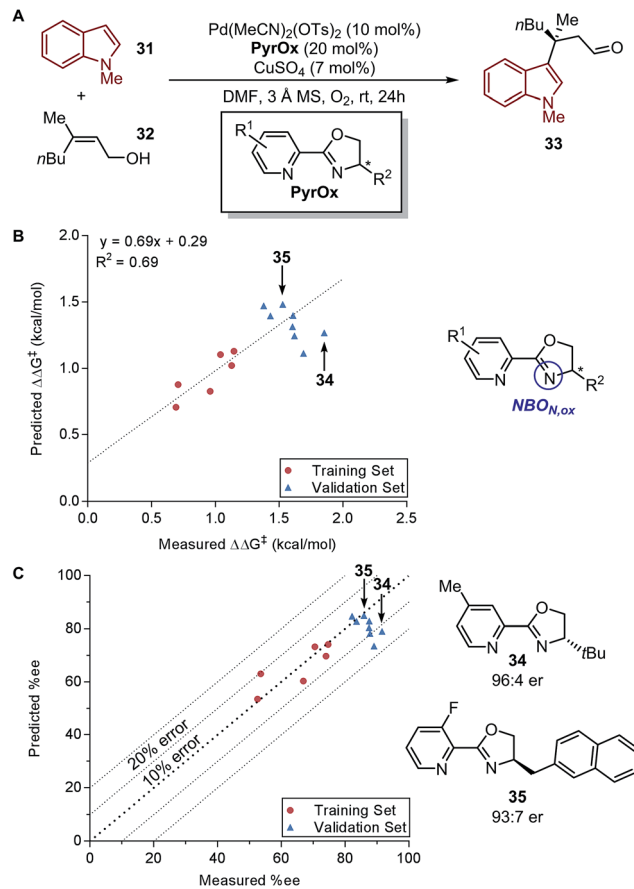 A
31
N
Me
+
Me
32
nBu
OH
Pd(MeCN)2(OTs)2 (10 mol%)
PyrOx (20 mol%)
CuSO4 (7 mol%)
DMF, 3 Å MS, O2, rt, 24h
R1
O
N
N
*
R2
PyrOx
nBu
Me
O
N
Me
33
B
y = 0.69x + 0.29
R2 = 0.69
35
34
2.0
1.5
1.0
0.5
0.0
0.0
0.5
1.0
1.5
2.0
2.5
Predicted ΔΔG‡ (kcal/mol)
Measured ΔΔG‡ (kcal/mol)
Training Set
Validation Set
R1
O
N
N
*
R2
NBON,ox
C
35
34
100
80
60
40
20
0
0
20
40
60
80
100
20% error
10% error
Predicted %ee
Measured %ee
Training Set
Validation Set
Me
O
N
N
tBu
34
96:4 er
F
O
N
N
35
93:7 er